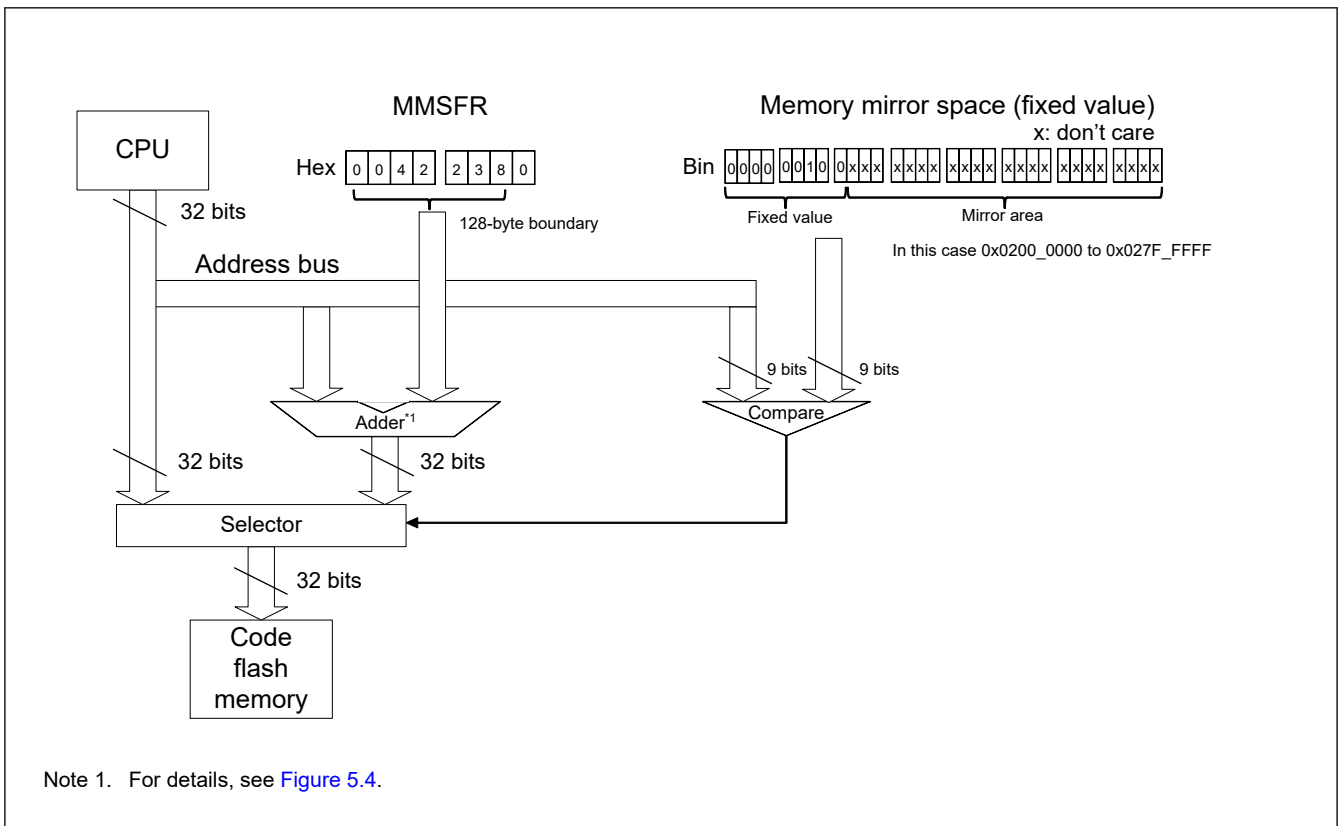 MMSFR
Memory mirror space (fixed value)
x: don't care
CPU
Hex 0 0 4 2 2 3 8 0
Bin 0000 0010 0xxx xxxx xxxx xxxx xxxx xxxx
32 bits
128-byte boundary
Fixed value
Mirror area
In this case 0x0200_0000 to 0x027F_FFFF
Address bus
9 bits
9 bits
Adder*1
Compare
32 bits
32 bits
Selector
32 bits
Code
flash
memory
Note 1. For details, see Figure 5.4.